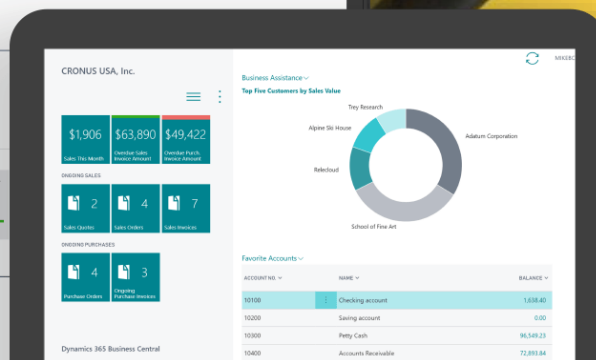 CRONUS USA, Inc.
MIKEBC
Business Assistance
Top Five Customers by Sales Value
Trey Research
Alpine Ski House
Adatum Corporation
Relecloud
School of Fine Art
$1,906
Sales This Month
$63,890
Overdue Sales
Invoice Amount
$49,422
Overdue Purch.
Invoice Amount
ONGOING SALES
2
Sales Quotes
4
Sales Orders
7
Sales Invoices
ONGOING PURCHASES
4
Purchase Orders
3
Ongoing
Purchase Invoices
Favorite Accounts
ACCOUNT NO. NAME BALANCE
10100 Checking account 1,638.40
10200 Saving account 0.00
10300 Petty Cash 96,549.23
10400 Accounts Receivable 72,893.84
Dynamics 365 Business Central